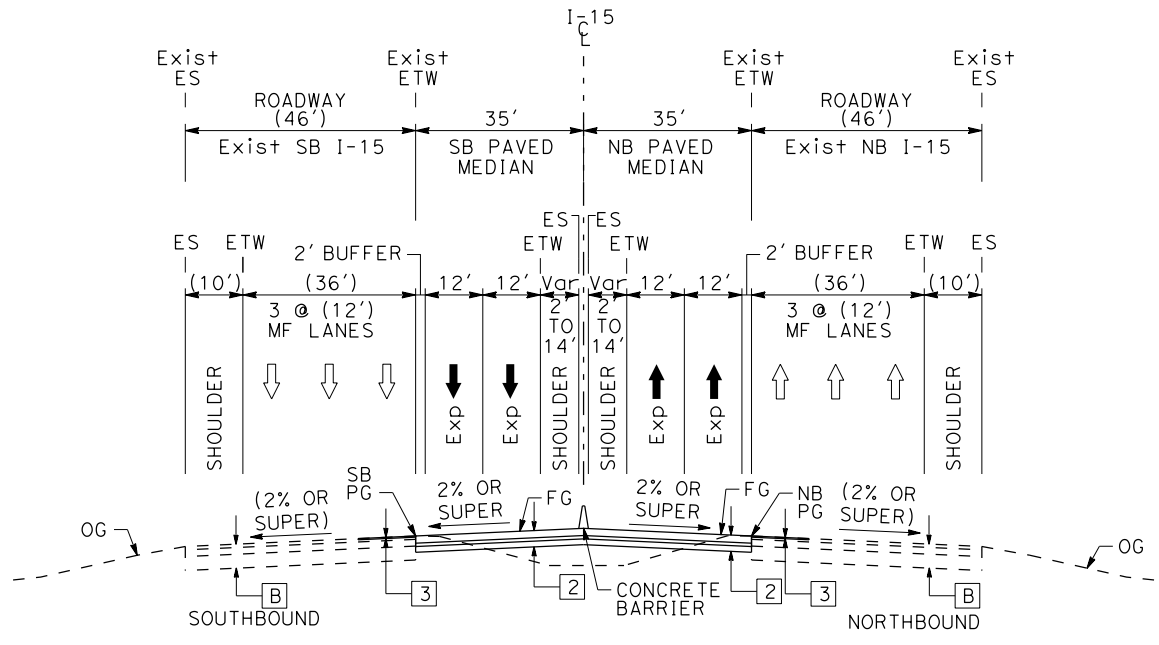 I-15
CL
Exist ES
Exist ETW
Exist ETW
Exist ES
ROADWAY (46')
35'
35'
ROADWAY (46')
Exist SB I-15
SB PAVED MEDIAN
NB PAVED MEDIAN
Exist NB I-15
ES
ES
ES
ETW
2' BUFFER
ETW
ETW
2' BUFFER
ETW
ES
(10')
(36')
12'
12'
Var
Var
12'
12'
(36')
(10')
3 @ (12') MF LANES
2' TO 14'
2' TO 14'
3 @ (12') MF LANES
SHOULDER
Exp
Exp
SHOULDER
SHOULDER
Exp
Exp
SHOULDER
SB PG
(2% OR SUPER)
2% OR SUPER
FG
2% OR SUPER
FG
NB PG
(2% OR SUPER)
OG
OG
B
3
2
CONCRETE BARRIER
2
3
B
SOUTHBOUND
NORTHBOUND